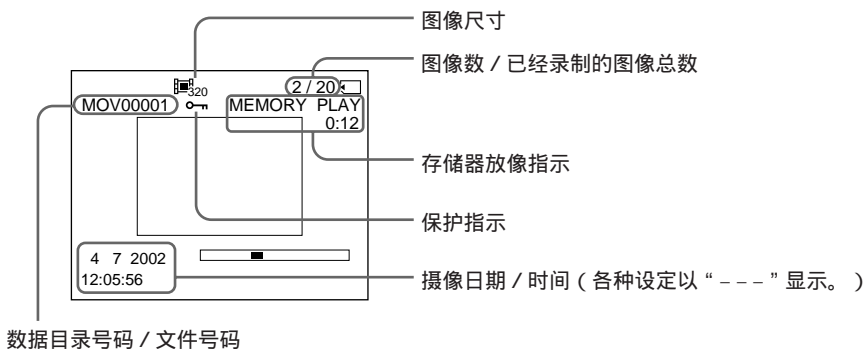 图像尺寸
图像数 / 已经录制的图像总数
320
2 / 20
MOV00001
MEMORY PLAY
0:12
存储器放像指示
保护指示
4 7 2002
12:05:56
摄像日期 / 时间 ( 各种设定以 “ – – – ” 显示。 )
数据目录号码 / 文件号码